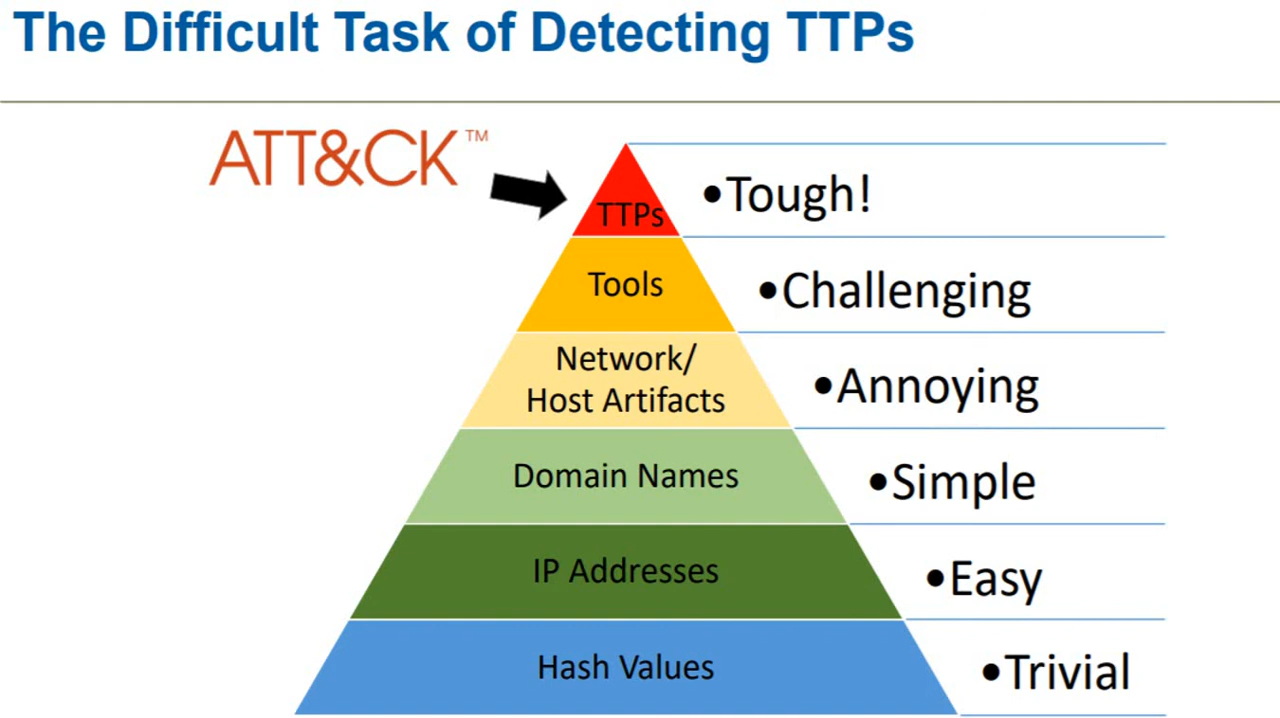 The Difficult Task of Detecting TTPs
ATT&CK™
TTPs
•Tough!
Tools
•Challenging
Network/
Host Artifacts
•Annoying
Domain Names
•Simple
IP Addresses
•Easy
Hash Values
•Trivial